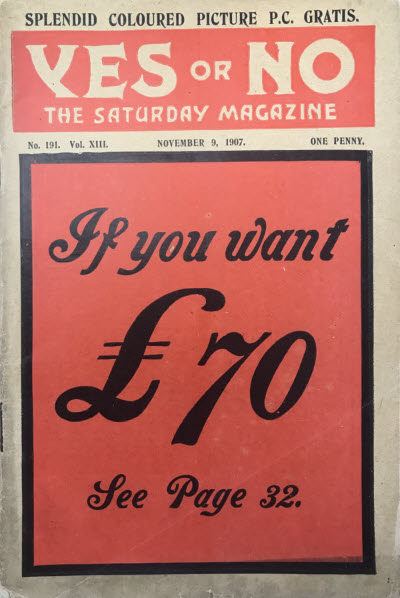 SPLENDID COLOURED PICTURE P.C. GRATIS.
YES OR NO
THE SATURDAY MAGAZINE
No. 191. Vol. XIII. NOVEMBER 9, 1907. ONE PENNY.
If you want
£70
See Page 32.